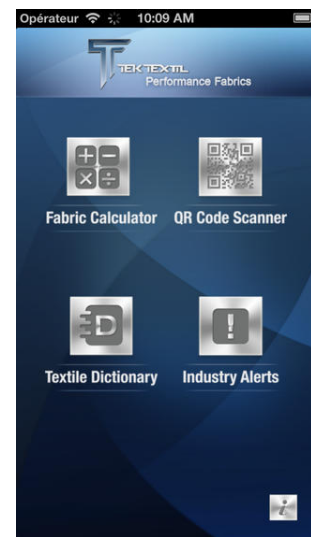 Opérateur 10:09 AM
TEKTEXTIL
Performance Fabrics
Fabric Calculator QR Code Scanner
D
Textile Dictionary Industry Alerts
i